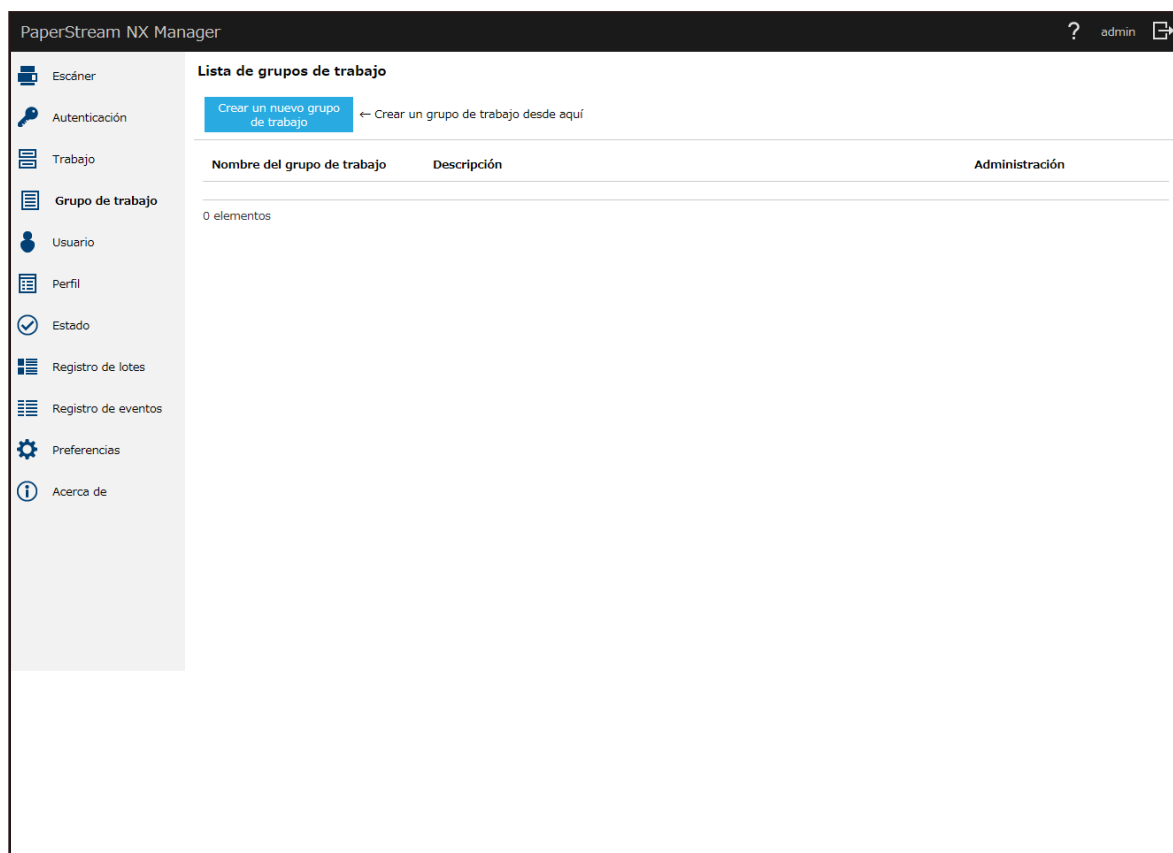 PaperStream NX Manager
? admin
Escáner
Autenticación
Trabajo
Grupo de trabajo
Usuario
Perfil
Estado
Registro de lotes
Registro de eventos
Preferencias
Acerca de
Lista de grupos de trabajo
Crear un nuevo grupo
de trabajo
← Crear un grupo de trabajo desde aquí
Nombre del grupo de trabajo Descripción Administración
0 elementos